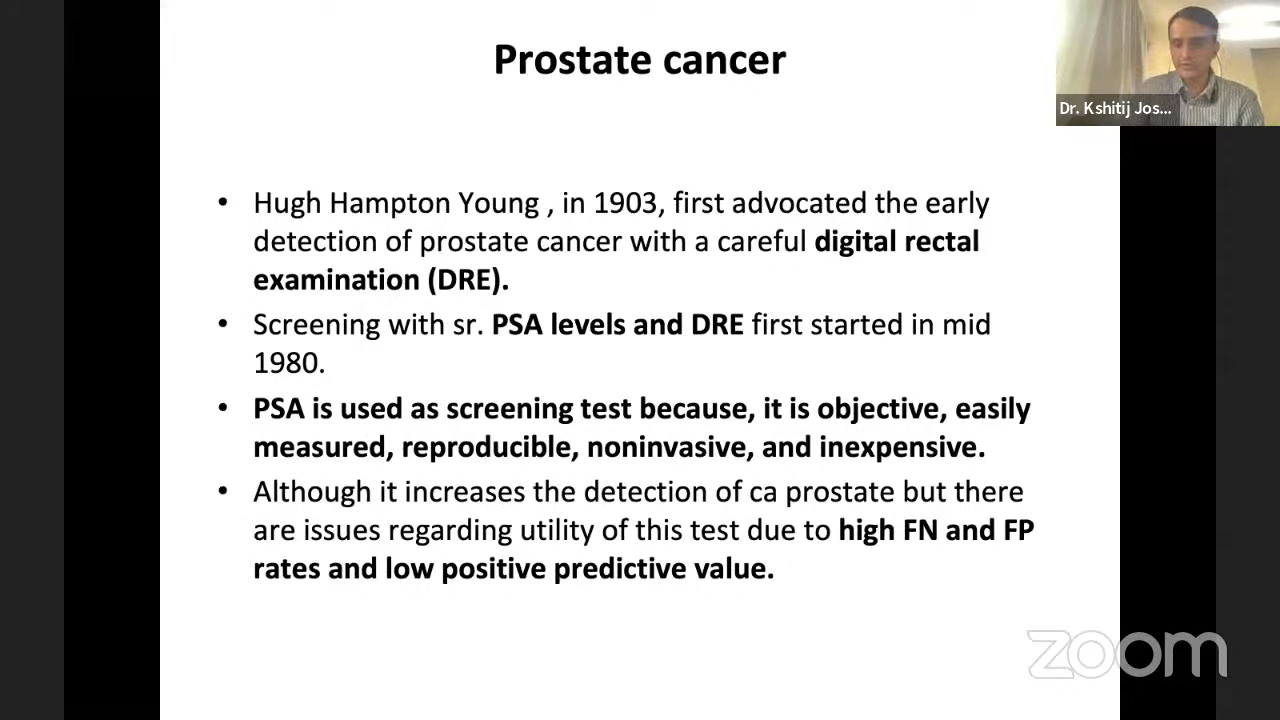 Prostate cancer
Dr. Kshitij Jos...
• Hugh Hampton Young , in 1903, first advocated the early
detection of prostate cancer with a careful digital rectal
examination (DRE).
• Screening with sr. PSA levels and DRE first started in mid
1980.
• PSA is used as screening test because, it is objective, easily
measured, reproducible, noninvasive, and inexpensive.
• Although it increases the detection of ca prostate but there
are issues regarding utility of this test due to high FN and FP
rates and low positive predictive value.
zoom